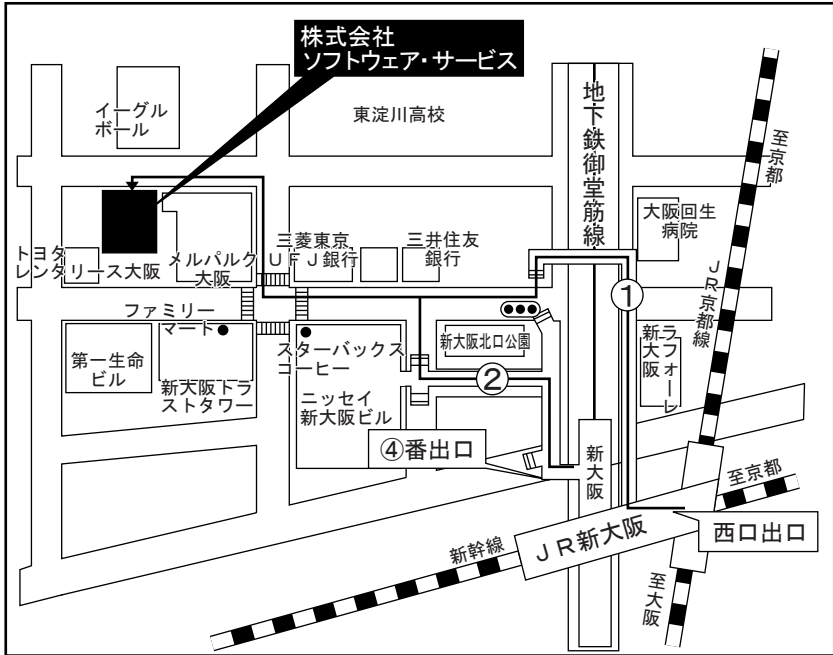 株式会社
ソフトウェア・サービス
イーグル
ボール
東淀川高校
地下鉄御堂筋線
至京都
大阪回生
病院
トヨタ
レンタリース大阪
メルパルク
大阪
三菱東京
UFJ銀行
三井住友
銀行
①
JR京都線
ファミリー
マート
新大阪北口公園
スターバックス
コーヒー
第一生命
ビル
新大阪トラ
ストタワー
ニッセイ
新大阪ビル
②
ラフォーレ
新大阪
④番出口
新大阪
至京都
西口出口
JR新大阪
新幹線
至大阪